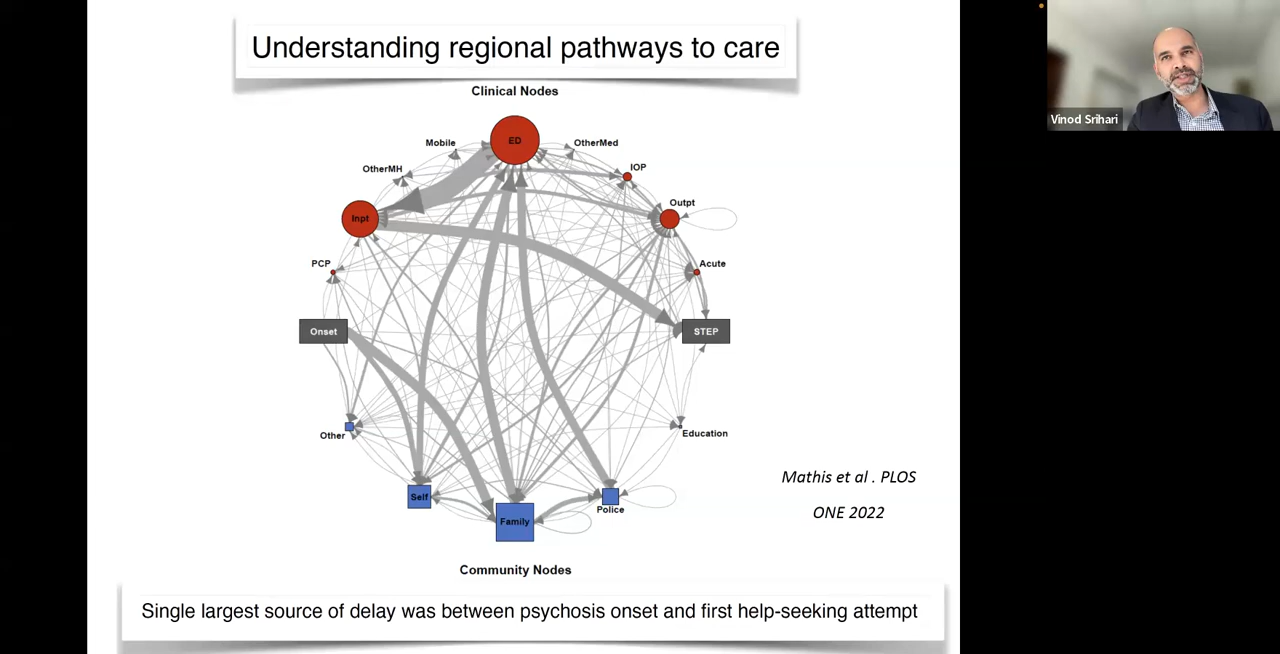 Understanding regional pathways to care
Vinod Srihari
Clinical Nodes
ED
Mobile
OtherMed
OtherMH
IOP
Inpt
Outpt
PCP
Acute
Onset
STEP
Other
Education
Self
Family
Police
Mathis et al . PLOS
ONE 2022
Community Nodes
Single largest source of delay was between psychosis onset and first help-seeking attempt